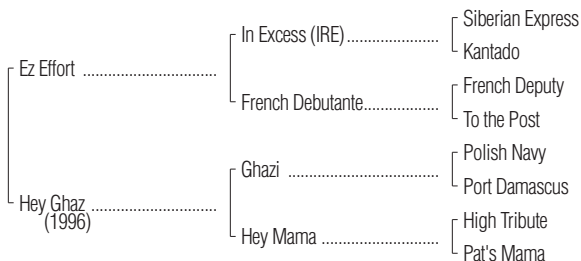 Siberian Express
In Excess (IRE)
Kantado
Ez Effort
French Deputy
French Debutante
To the Post
Polish Navy
Ghazi
Port Damascus
Hey Ghaz
(1996)
High Tribute
Hey Mama
Pat's Mama